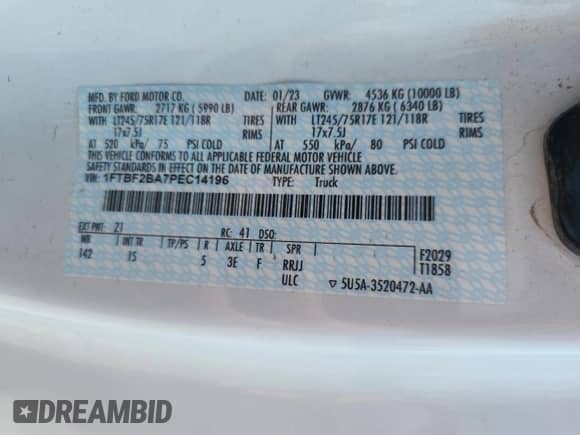 MFD. BY FORD MOTOR CO. 01/23 GVWR: 4536 KG (10000 LB)
FRONT GAWR: 2717 KG (5990 LB) REAR GAWR: 2876 KG (6340 LB)
WITH LT245/75R17E 121/118R TIRES WITH LT245/75R17E 121/118R TIRES
17x7.5J RIMS 17x7.5J RIMS
AT 520 kPa/ 75 PSI COLD AT 550 kPa/ 80 PSI COLD
THIS VEHICLE CONFORMS TO ALL APPLICABLE FEDERAL MOTOR VEHICLE
SAFETY STANDARDS IN EFFECT ON THE DATE OF MANUFACTURE SHOWN ABOVE.
VIN: 1FTBF2BA7PEC14196 TYPE: Truck
EXT PNT: Z1 RC: 41 DSO:
WB INT TR TP/PS R AXLE TR SPR F2029
142 IS 5 3E F RRJJ T1858
ULC ▽ 5U5A-3520472-AA
DREAMBID